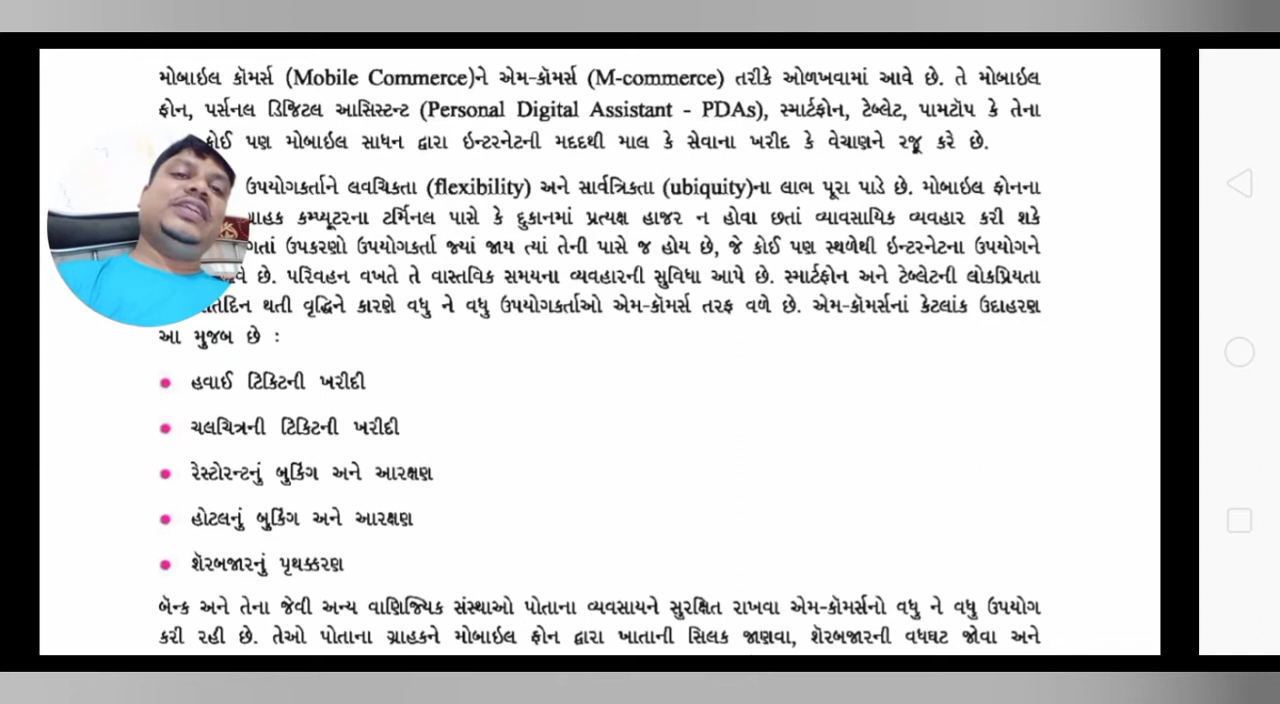 મોબાઇલ કૉમર્સ (Mobile Commerce)ને એમ-કૉમર્સ (M-commerce) તરીકે ઓળખવામાં આવે છે. તે મોબાઇલ
ફોન, પર્સનલ ડિજિટલ આસિસ્ટન્ટ (Personal Digital Assistant - PDAs), સ્માર્ટફોન, ટૅબ્લેટ, પામટૉપ કે તેના
કોઈ પણ મોબાઇલ સાધન દ્વારા ઇન્ટરનેટની મદદથી માલ કે સેવાના ખરીદ કે વેચાણને રજૂ કરે છે.
ઉપયોગકર્તાને લવચિકતા (flexibility) અને સાર્વત્રિકતા (ubiquity)ના લાભ પૂરા પાડે છે. મોબાઇલ ફોનના
કમ્પ્યૂટરના ટર્મિનલ પાસે કે દુકાનમાં પ્રત્યક્ષ હાજર ન હોવા છતાં વ્યાવસાયિક વ્યવહાર કરી શકે
ઉપકરણો ઉપયોગકર્તા જ્યાં જાય ત્યાં તેની પાસે જ હોય છે, જે કોઈ પણ સ્થળેથી ઇન્ટરનેટના ઉપયોગને
છે. પરિવહન વખતે તે વાસ્તવિક સમયના વ્યવહારની સુવિધા આપે છે. સ્માર્ટફોન અને ટૅબ્લેટની લોકપ્રિયતા
થતી વૃદ્ધિને કારણે વધુ ને વધુ ઉપયોગકર્તાઓ એમ-કૉમર્સ તરફ વળે છે. એમ-કૉમર્સનાં કેટલાંક ઉદાહરણ
આ મુજબ છે :
• હવાઈ ટિકિટની ખરીદી
• ચલચિત્રની ટિકિટની ખરીદી
• રેસ્ટોરન્ટનું બુકિંગ અને આરક્ષણ
• હોટલનું બુકિંગ અને આરક્ષણ
• શૅરબજારનું પૃથક્કરણ
બૅન્ક અને તેના જેવી અન્ય વાણિજ્યિક સંસ્થાઓ પોતાના વ્યવસાયને સુરક્ષિત રાખવા એમ-કૉમર્સનો વધુ ને વધુ ઉપયોગ
કરી રહી છે. તેઓ પોતાના ગ્રાહકને મોબાઇલ ફોન દ્વારા ખાતાની સિલક જાણવા, શૅરબજારની વધઘટ જોવા અને